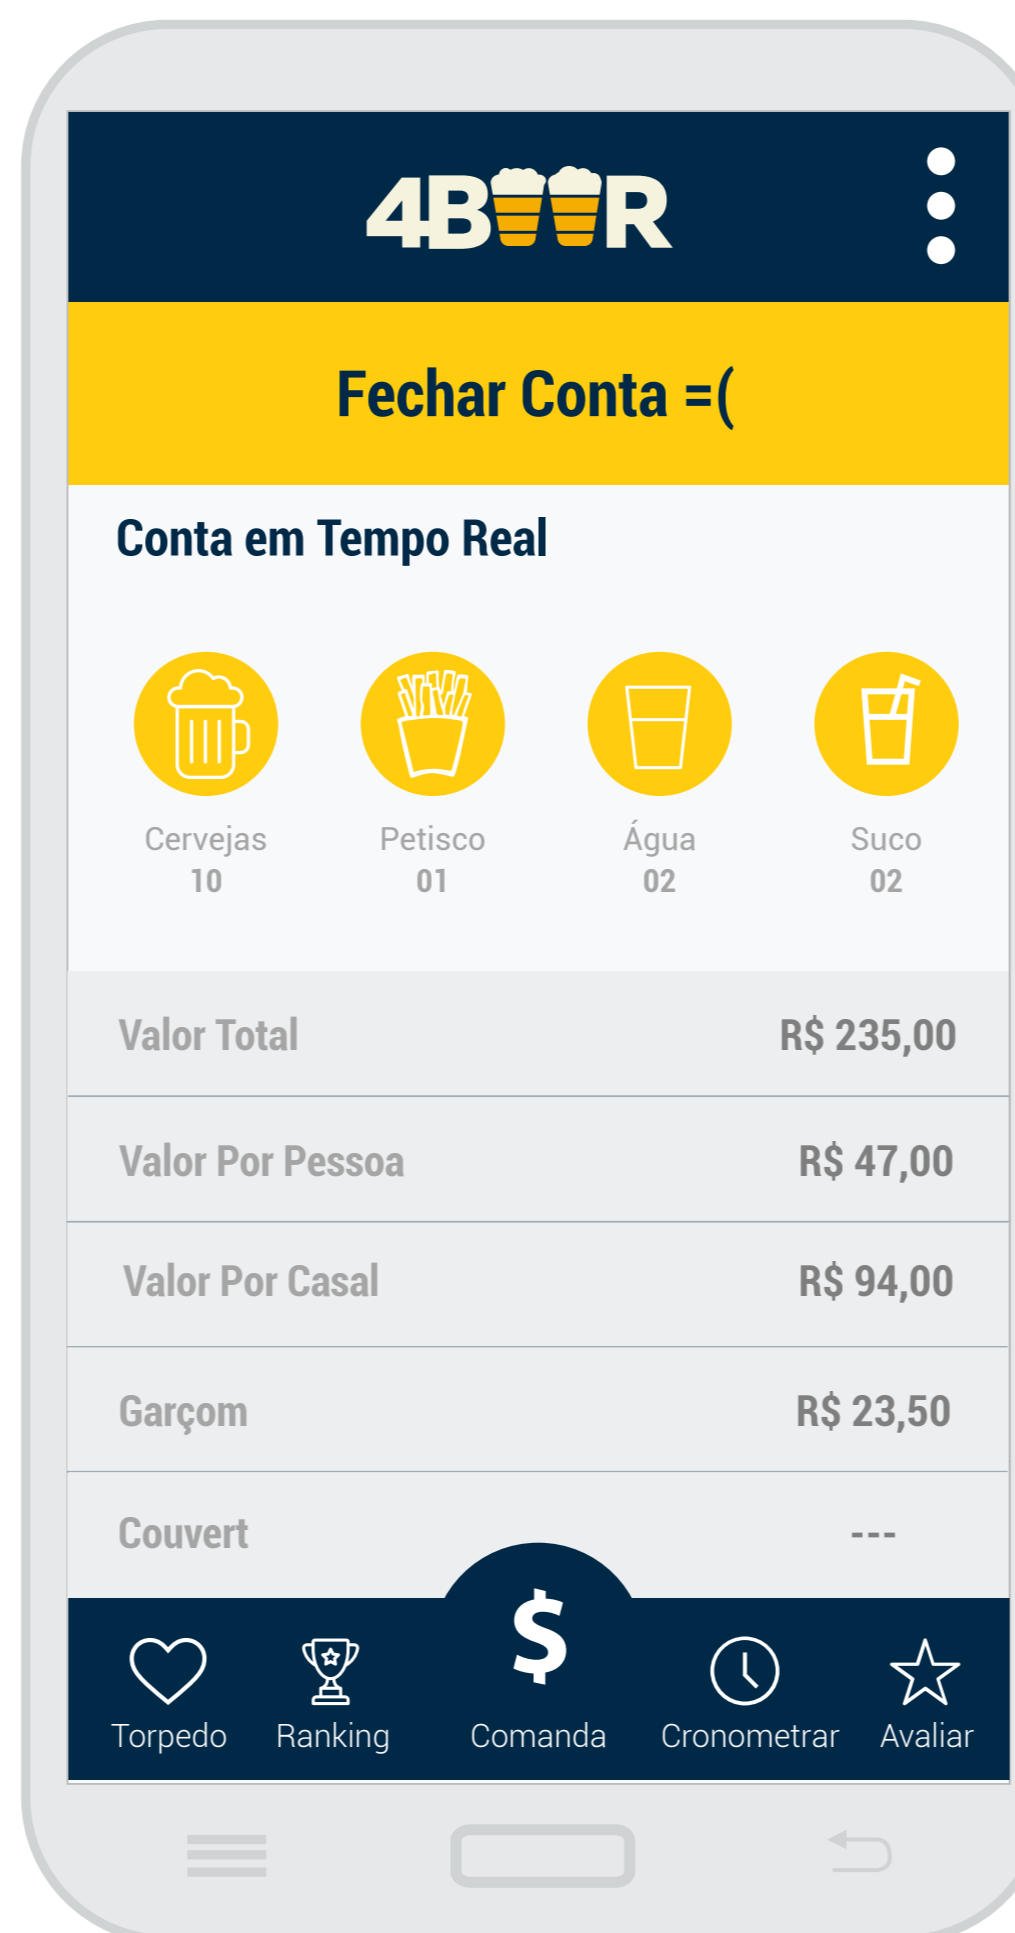 4BEER
Fechar Conta =(
Conta em Tempo Real
Cervejas Petisco Água Suco
10 01 02 02
Valor Total R$ 235,00
Valor Por Pessoa R$ 47,00
Valor Por Casal R$ 94,00
Garçom R$ 23,50
Couvert ---
$
Torpedo Ranking Comanda Cronometrar Avaliar